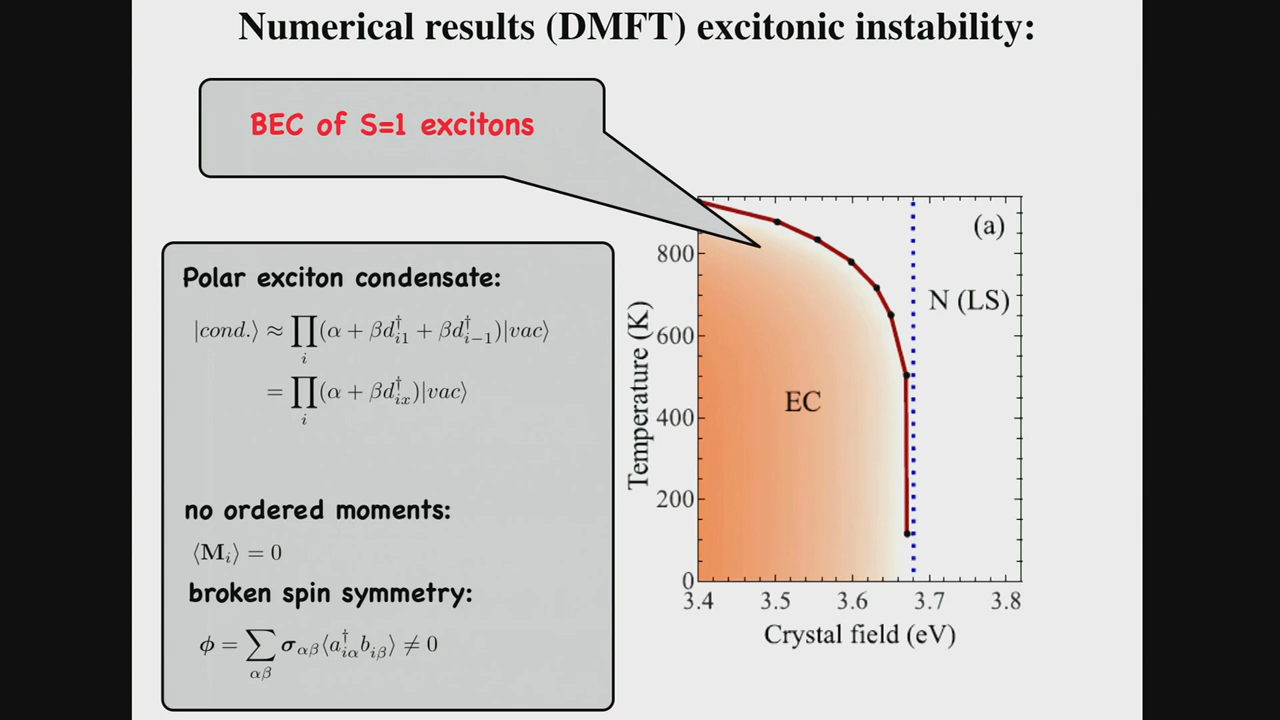 Numerical results (DMFT) excitonic instability:
BEC of S=1 excitons
Polar exciton condensate:
|cond.⟩ ≈ ∏_i (α + βd†_{i1} + βd†_{i−1})|vac⟩
= ∏_i (α + βd†_{ix})|vac⟩
no ordered moments:
⟨M_i⟩ = 0
broken spin symmetry:
ϕ = ∑_{αβ} σ_{αβ}⟨a†_{iα}b_{iβ}⟩ ≠ 0
(a)
N (LS)
EC
Temperature (K)
800
600
400
200
0
3.4 3.5 3.6 3.7 3.8
Crystal field (eV)